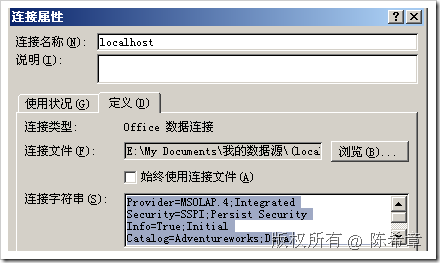 连接属性
连接名称(N): localhost
说明(I):
使用状况(G) 定义(D)
连接类型: Office 数据连接
连接文件(F): E:\My Documents\我的数据源\(loca 浏览(B)...
始终使用连接文件(A)
连接字符串(S): Provider=MSOLAP.4;Integrated
Security=SSPI;Persist Security
Info=True;Initial
Catalog=Adventureworks;
版权所有 @ 陈希章